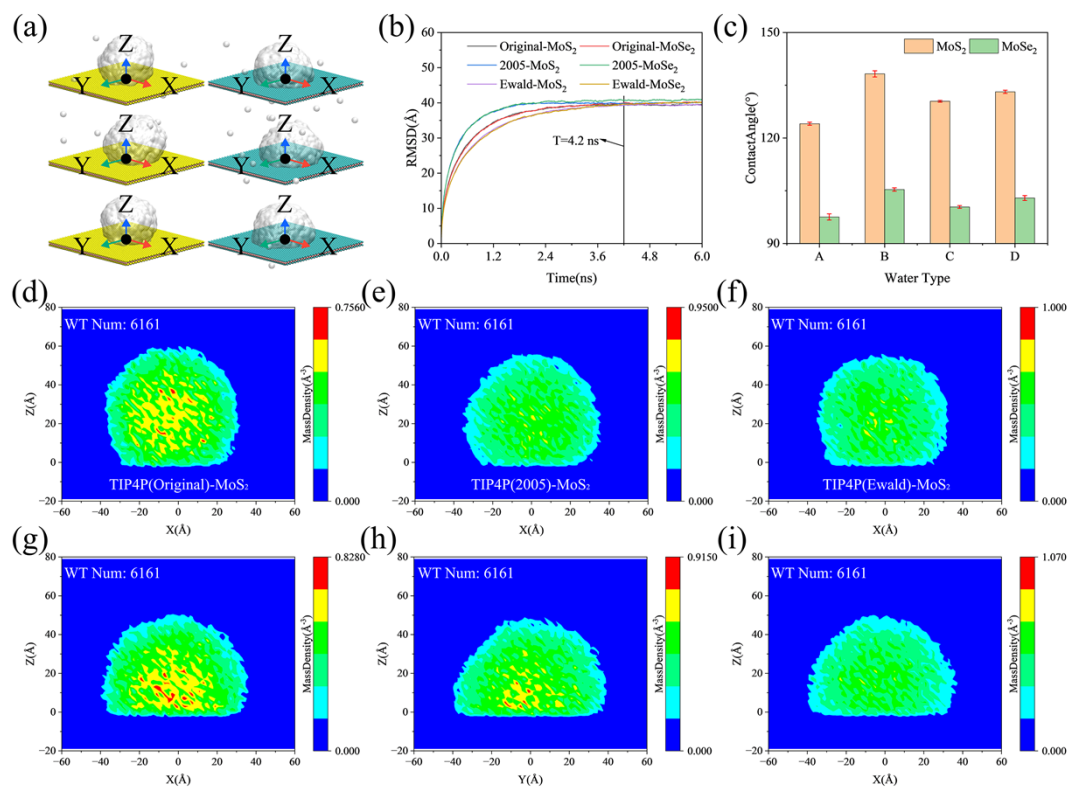 (a)
Z
Y
X
Z
Y
X
Z
Y
X
Z
Y
X
Z
Y
X
Z
Y
X
(b)
60
50
40
30
20
10
0
RMSD(Å)
Original-MoS₂
Original-MoSe₂
2005-MoS₂
2005-MoSe₂
Ewald-MoS₂
Ewald-MoSe₂
T=4.2 ns
0.0
1.2
2.4
3.6
4.8
6.0
Time(ns)
(c)
150
120
90
ContactAngle(°)
MoS₂
MoSe₂
A
B
C
D
Water Type
(d)
80
60
40
20
0
−20
Z(Å)
WT Num: 6161
TIP4P(Original)-MoS₂
−60
−40
−20
0
20
40
60
X(Å)
0.7560
MassDensity(Å⁻³)
0.000
(e)
80
60
40
20
0
−20
Z(Å)
WT Num: 6161
TIP4P(2005)-MoS₂
−60
−40
−20
0
20
40
60
X(Å)
0.9500
MassDensity(Å⁻³)
0.000
(f)
80
60
40
20
0
−20
Z(Å)
WT Num: 6161
TIP4P(Ewald)-MoS₂
−60
−40
−20
0
20
40
60
X(Å)
1.000
MassDensity(Å⁻³)
0.000
(g)
80
60
40
20
0
−20
Z(Å)
WT Num: 6161
−60
−40
−20
0
20
40
60
X(Å)
0.8280
MassDensity(Å⁻³)
0.000
(h)
80
60
40
20
0
−20
Z(Å)
WT Num: 6161
−60
−40
−20
0
20
40
60
Y(Å)
0.9150
MassDensity(Å⁻³)
0.000
(i)
80
60
40
20
0
−20
Z(Å)
WT Num: 6161
−60
−40
−20
0
20
40
60
X(Å)
1.070
MassDensity(Å⁻³)
0.000